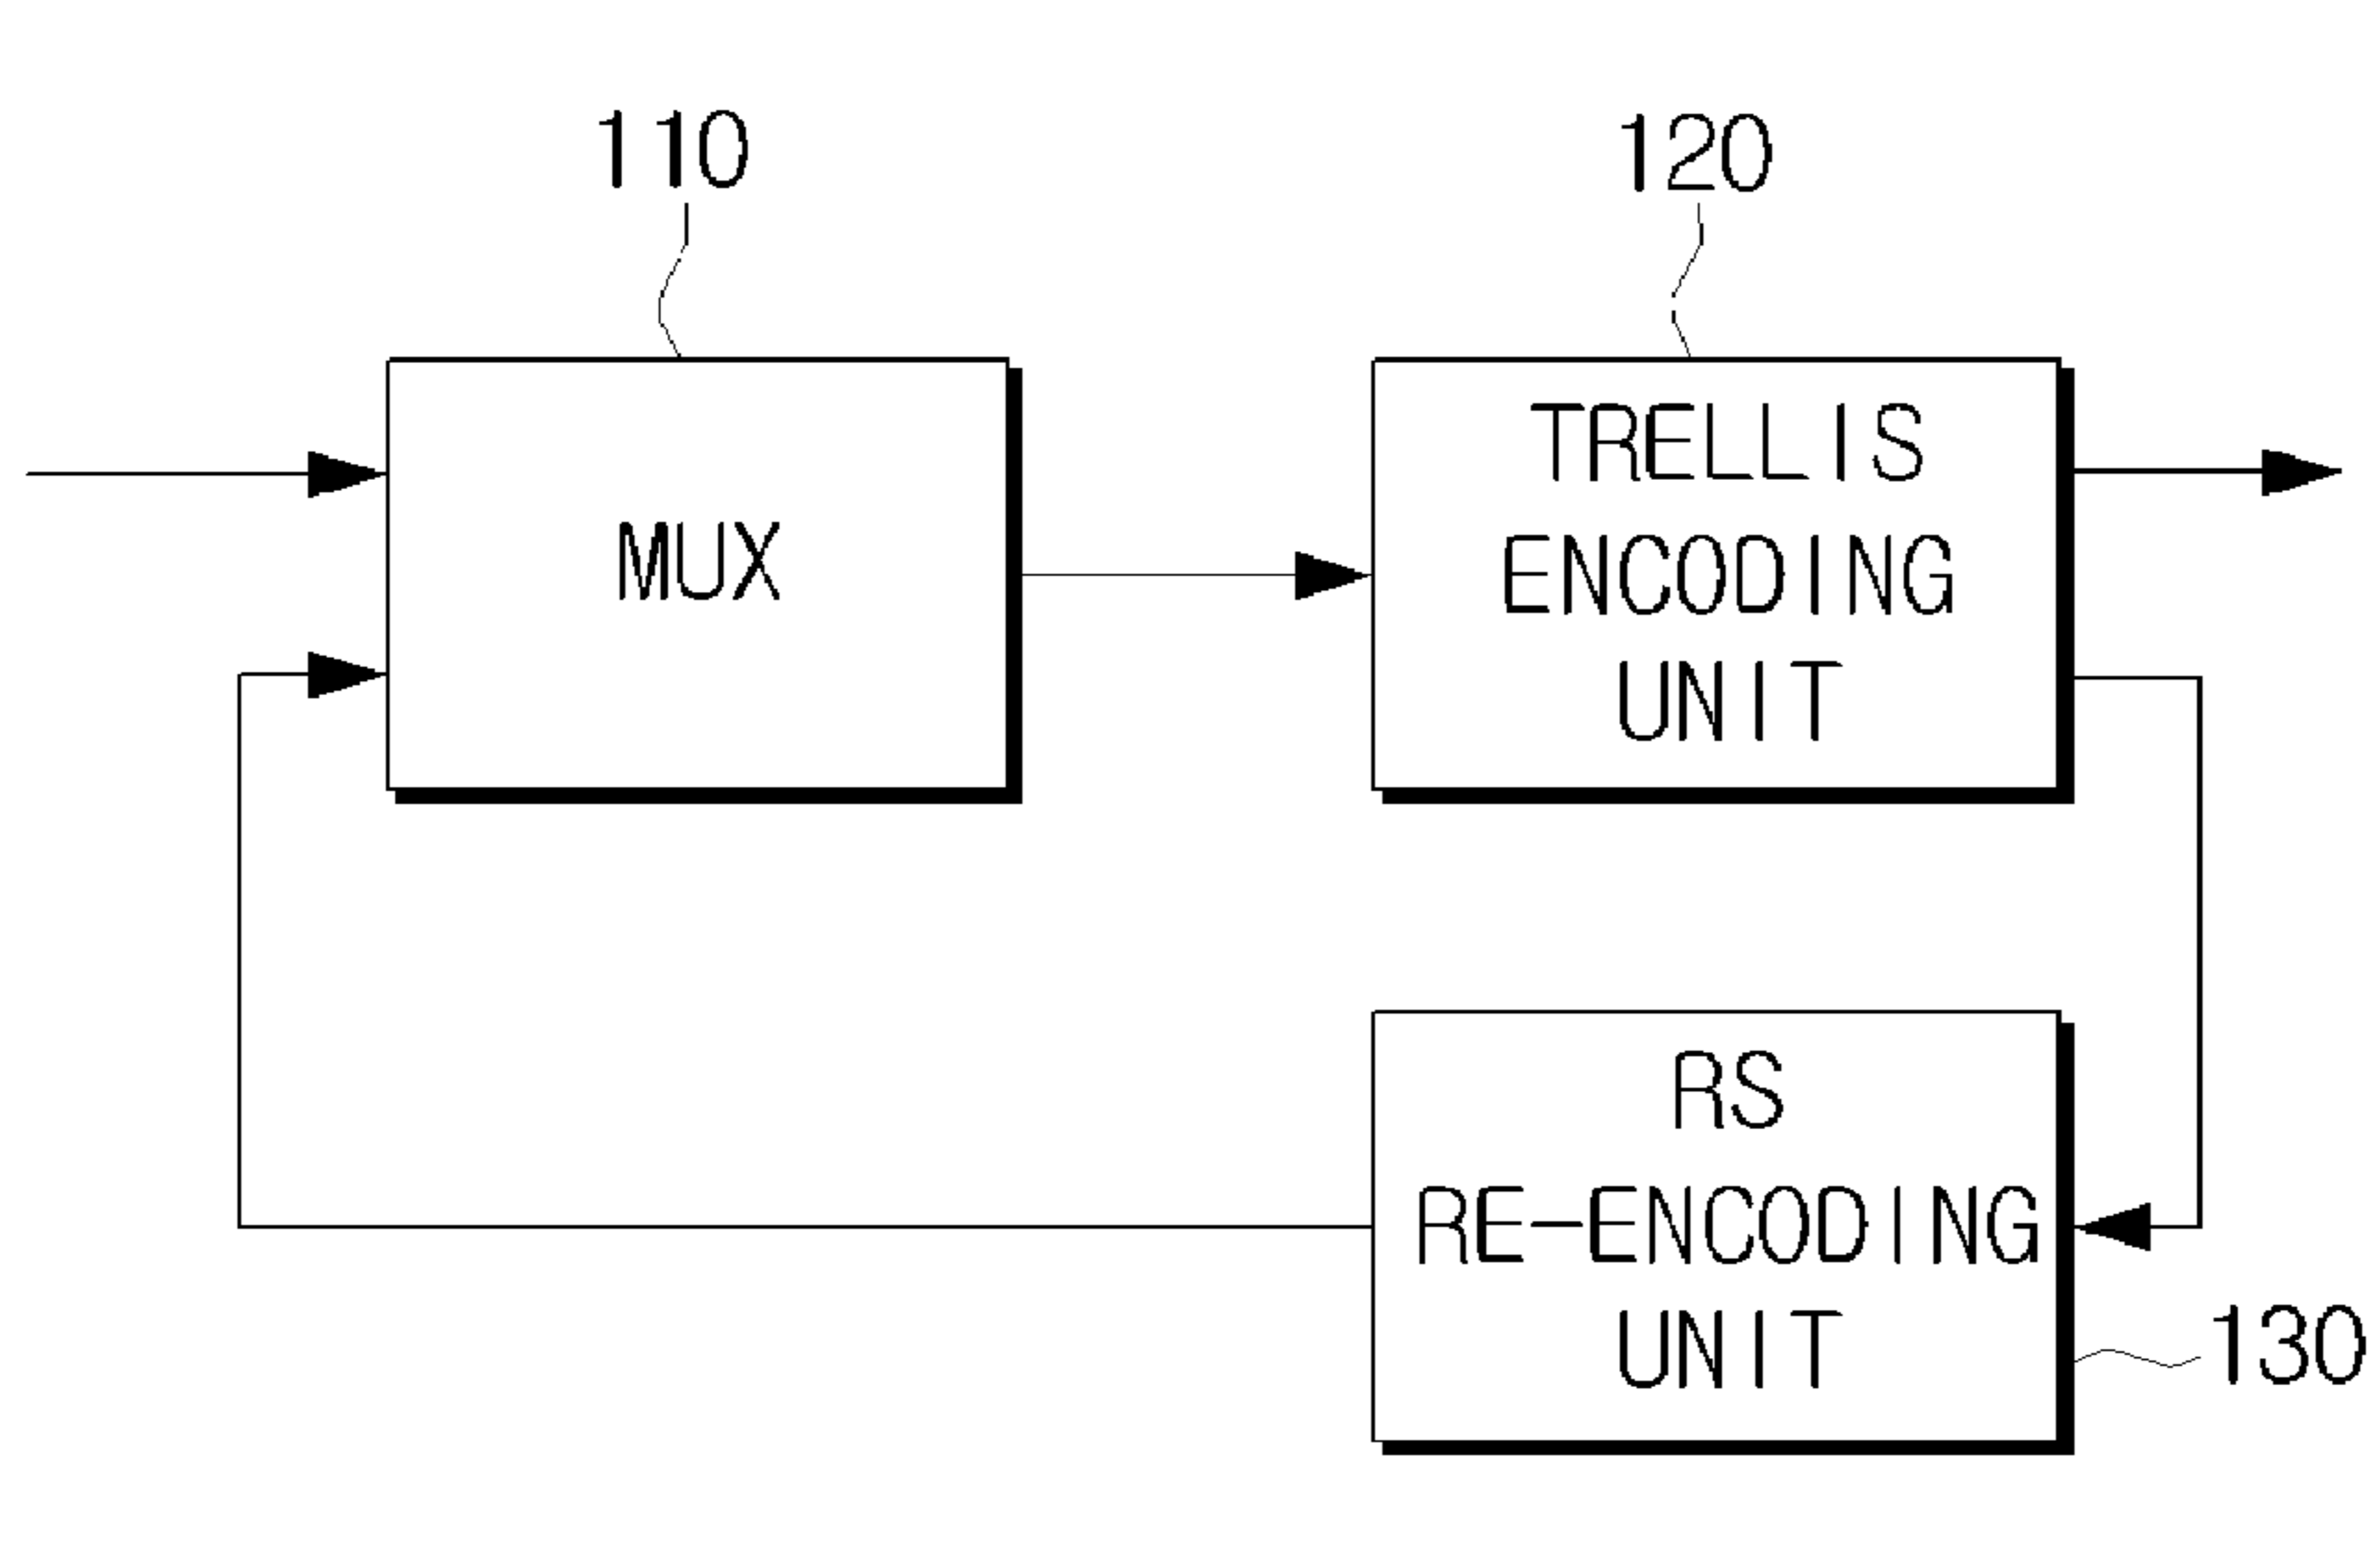 110
120
MUX
TRELLIS
ENCODING
UNIT
RS
RE-ENCODING
UNIT
130